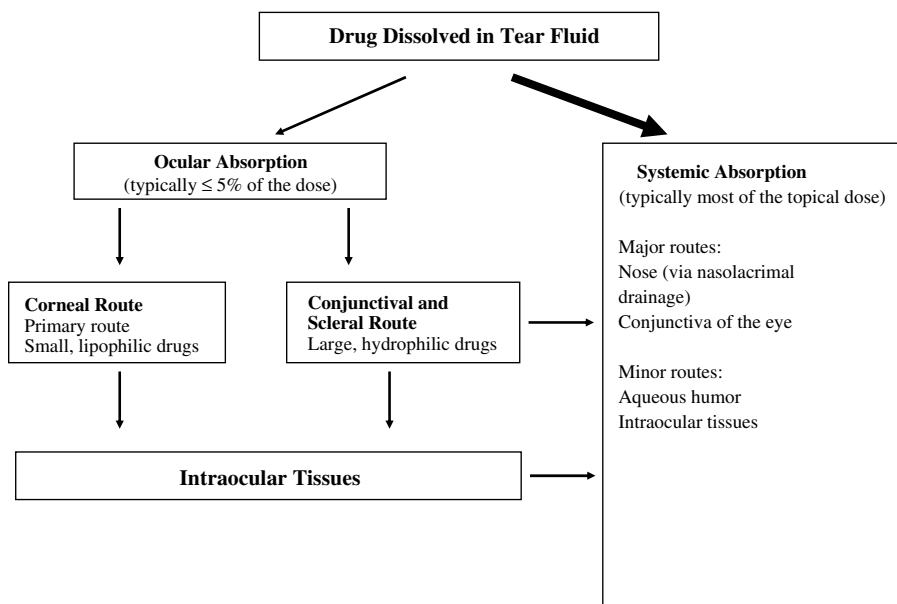 Drug Dissolved in Tear Fluid
Ocular Absorption
(typically ≤ 5% of the dose)
Systemic Absorption
(typically most of the topical dose)
Major routes:
Nose (via nasolacrimal
drainage)
Conjunctiva of the eye
Minor routes:
Aqueous humor
Intraocular tissues
Corneal Route
Primary route
Small, lipophilic drugs
Conjunctival and
Scleral Route
Large, hydrophilic drugs
Intraocular Tissues